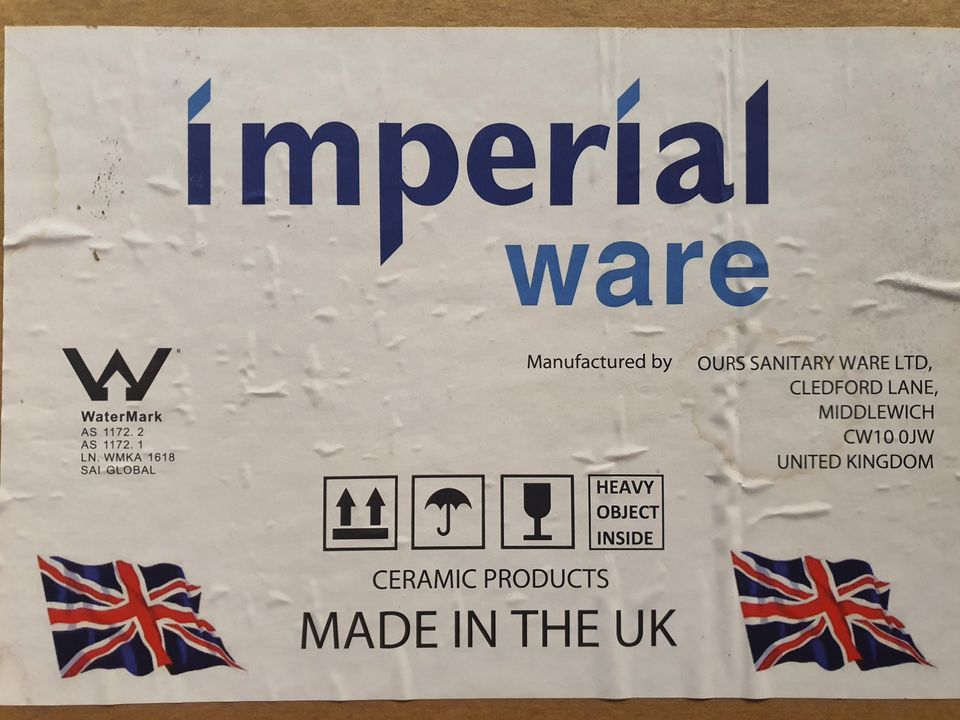 imperial
ware
Manufactured by OURS SANITARY WARE LTD,
CLEDFORD LANE,
MIDDLEWICH
CW10 0JW
UNITED KINGDOM
W®
WaterMark
AS 1172. 2
AS 1172. 1
LN. WMKA 1618
SAI GLOBAL
HEAVY
OBJECT
INSIDE
CERAMIC PRODUCTS
MADE IN THE UK